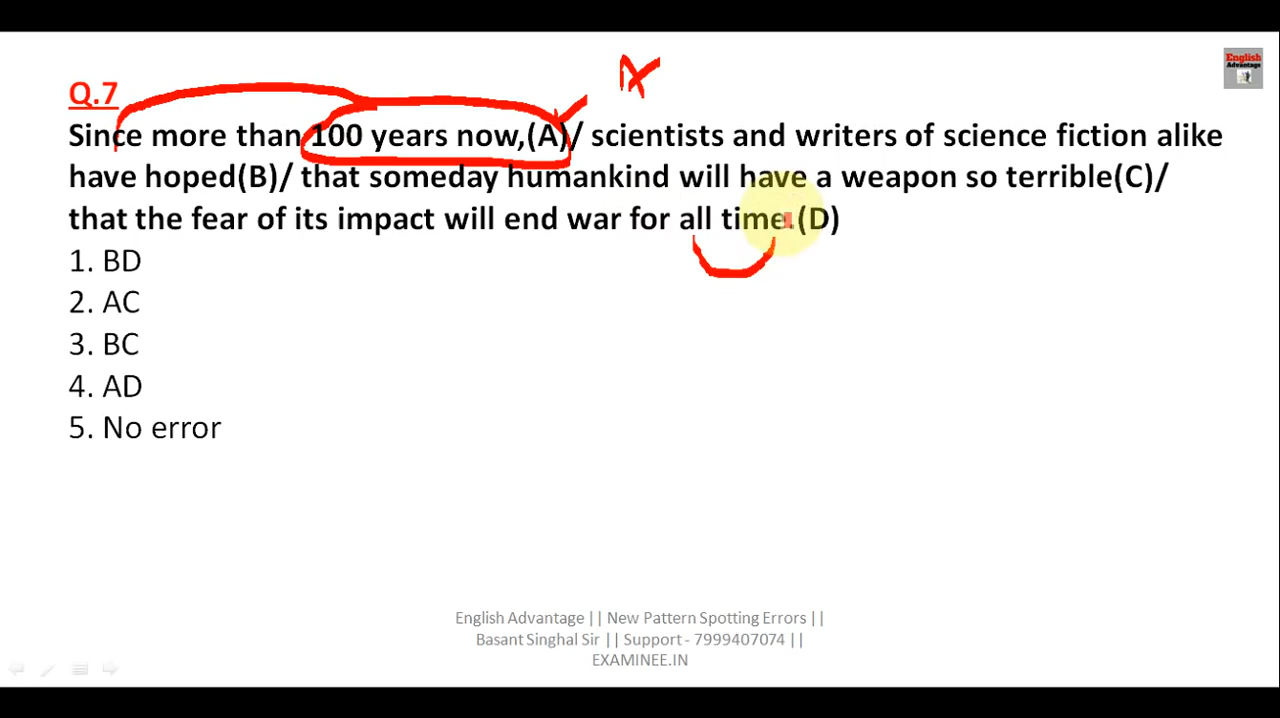 English
Advantage
Q.7
Since more than 100 years now,(A)/ scientists and writers of science fiction alike
have hoped(B)/ that someday humankind will have a weapon so terrible(C)/
that the fear of its impact will end war for all time.(D)
1. BD
2. AC
3. BC
4. AD
5. No error
English Advantage || New Pattern Spotting Errors ||
Basant Singhal Sir || Support - 7999407074 ||
EXAMINEE.IN